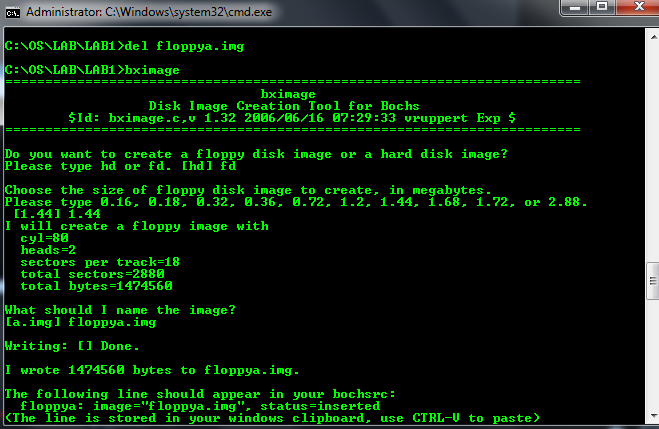 Administrator: C:\Windows\system32\cmd.exe
C:\OS\LAB\LAB1>del floppya.img
C:\OS\LAB\LAB1>bximage
========================================================================
bximage
Disk Image Creation Tool for Bochs
$Id: bximage.c,v 1.32 2006/06/16 07:29:33 vruppert Exp $
========================================================================
Do you want to create a floppy disk image or a hard disk image?
Please type hd or fd. [hd] fd
Choose the size of floppy disk image to create, in megabytes.
Please type 0.16, 0.18, 0.32, 0.36, 0.72, 1.2, 1.44, 1.68, 1.72, or 2.88.
[1.44] 1.44
I will create a floppy image with
cyl=80
heads=2
sectors per track=18
total sectors=2880
total bytes=1474560
What should I name the image?
[a.img] floppya.img
Writing: [] Done.
I wrote 1474560 bytes to floppya.img.
The following line should appear in your bochsrc:
floppya: image="floppya.img", status=inserted
(The line is stored in your windows clipboard, use CTRL-V to paste)